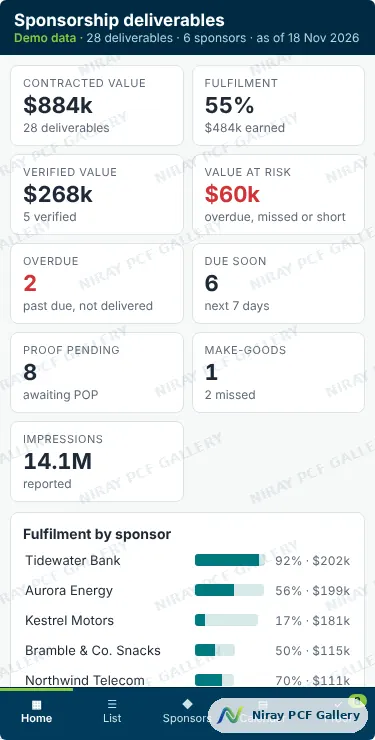 Sponsorship deliverables
Demo data · 28 deliverables · 6 sponsors · as of 18 Nov 2026
CONTRACTED VALUE
$884k
28 deliverables
FULFILMENT
55%
$484k earned
VERIFIED VALUE
$268k
5 verified
VALUE AT RISK
$60k
overdue, missed or short
OVERDUE
2
past due, not delivered
DUE SOON
6
next 7 days
PROOF PENDING
8
awaiting POP
MAKE-GOODS
1
2 missed
IMPRESSIONS
14.1M
reported
Fulfilment by sponsor
Tidewater Bank 92% · $202k
Aurora Energy 56% · $199k
Kestrel Motors 17% · $181k
Bramble & Co. Snacks 50% · $115k
Northwind Telecom 70% · $111k
Home List Sponsors
Niray PCF Gallery
NIRAY PCF GALLERY